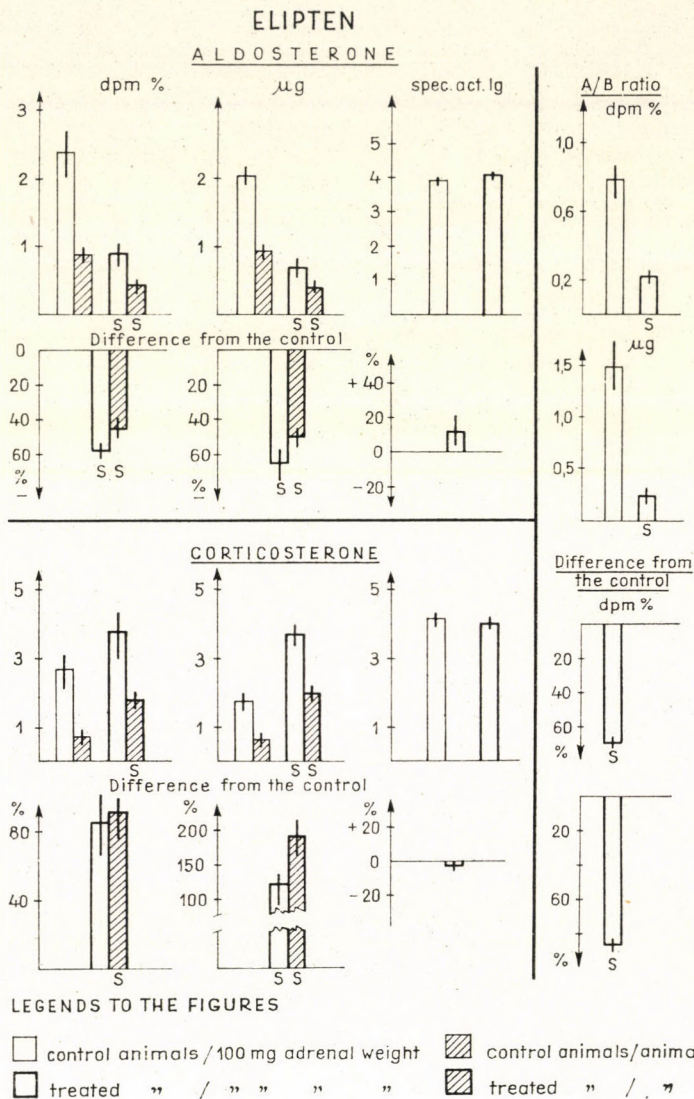 ELIPTEN
ALDOSTERONE
dpm %
µg
spec. act. lg
A/B ratio
dpm %
3
2
1
S S
2
1
S S
5
4
3
2
1
1,0
0,6
0,2
S
Difference from the control
0
20
40
60
%
–
S S
20
40
60
%
–
S S
%
+ 40
20
0
–20
µg
1,5
1,0
0,5
S
CORTICOSTERONE
5
3
1
S
5
3
1
S S
5
3
1
Difference from
the control
dpm %
20
40
60
%
S
Difference from the control
%
80
40
S
%
200
150
100
S S
%
+ 20
0
–20
20
60
%
S
LEGENDS TO THE FIGURES
control animals / 100 mg adrenal weight
control animals/anima
treated " / " " " "
treated " / "